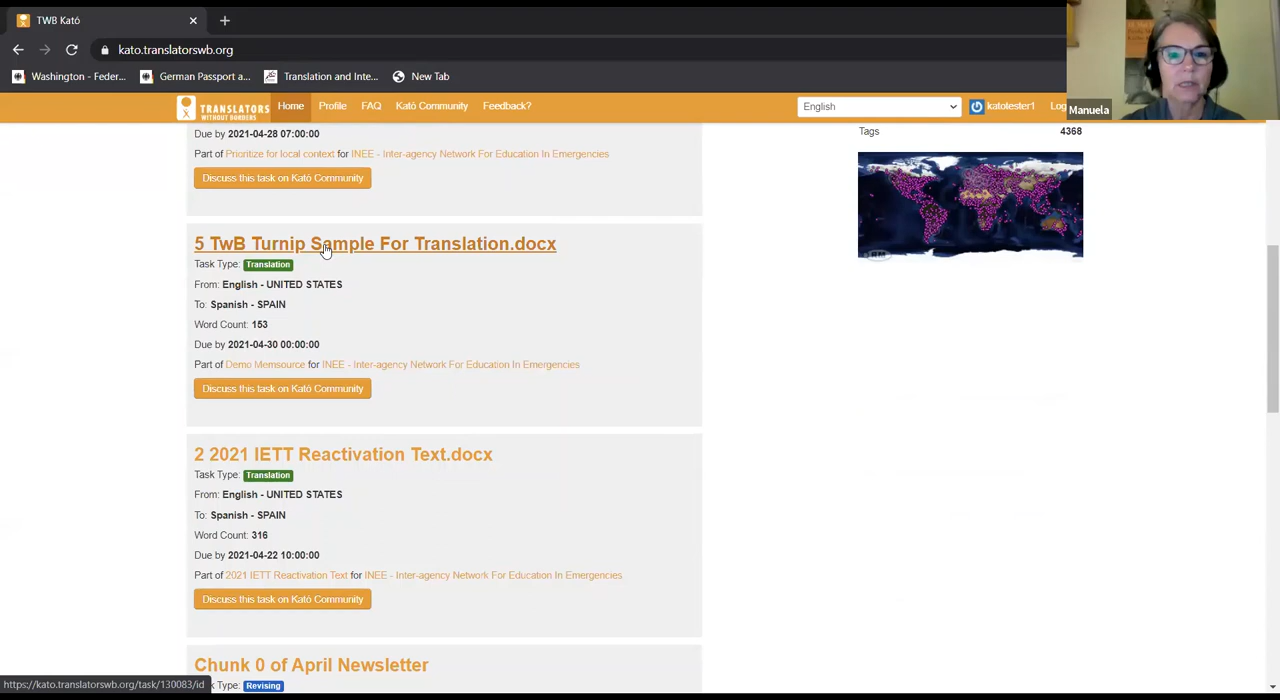 TWB Kató
kato.translatorswb.org
Washington - Feder...
German Passport a...
Translation and Inte...
New Tab
TRANSLATORS
WITHOUT BORDERS
Home
Profile
FAQ
Kató Community
Feedback?
English
katolester1
Log
Manuela
Due by 2021-04-28 07:00:00
Part of Prioritize for local context for INEE - Inter-agency Network For Education In Emergencies
Discuss this task on Kató Community
Tags 4368
5 TwB Turnip Sample For Translation.docx
Task Type: Translation
From: English - UNITED STATES
To: Spanish - SPAIN
Word Count: 153
Due by 2021-04-30 00:00:00
Part of Demo Memsource for INEE - Inter-agency Network For Education In Emergencies
Discuss this task on Kató Community
2 2021 IETT Reactivation Text.docx
Task Type: Translation
From: English - UNITED STATES
To: Spanish - SPAIN
Word Count: 316
Due by 2021-04-22 10:00:00
Part of 2021 IETT Reactivation Text for INEE - Inter-agency Network For Education In Emergencies
Discuss this task on Kató Community
Chunk 0 of April Newsletter
k Type: Revising
https://kato.translatorswb.org/task/130083/id